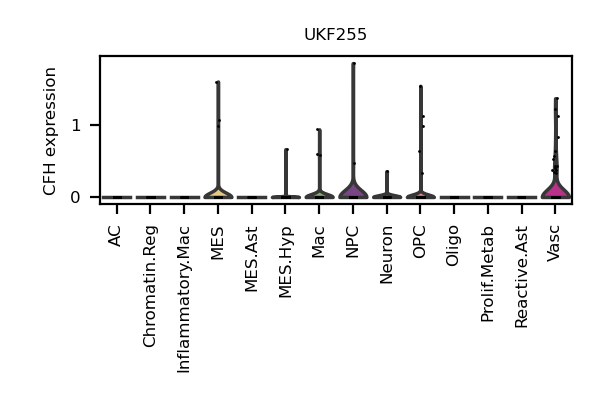 UKF255
CFH expression
1
0
AC
Chromatin.Reg
Inflammatory.Mac
MES
MES.Ast
MES.Hyp
Mac
NPC
Neuron
OPC
Oligo
Prolif.Metab
Reactive.Ast
Vasc